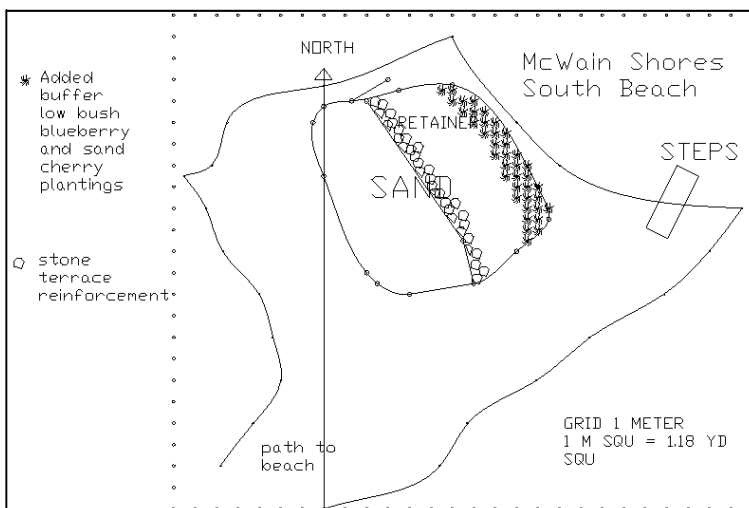 NORTH
McWain Shores
South Beach
Added
buffer
low bush
blueberry
and sand
cherry
plantings
RETAINER
SAND
STEPS
stone
terrace
reinforcement
path to
beach
GRID 1 METER
1 M SQU = 1.18 YD
SQU